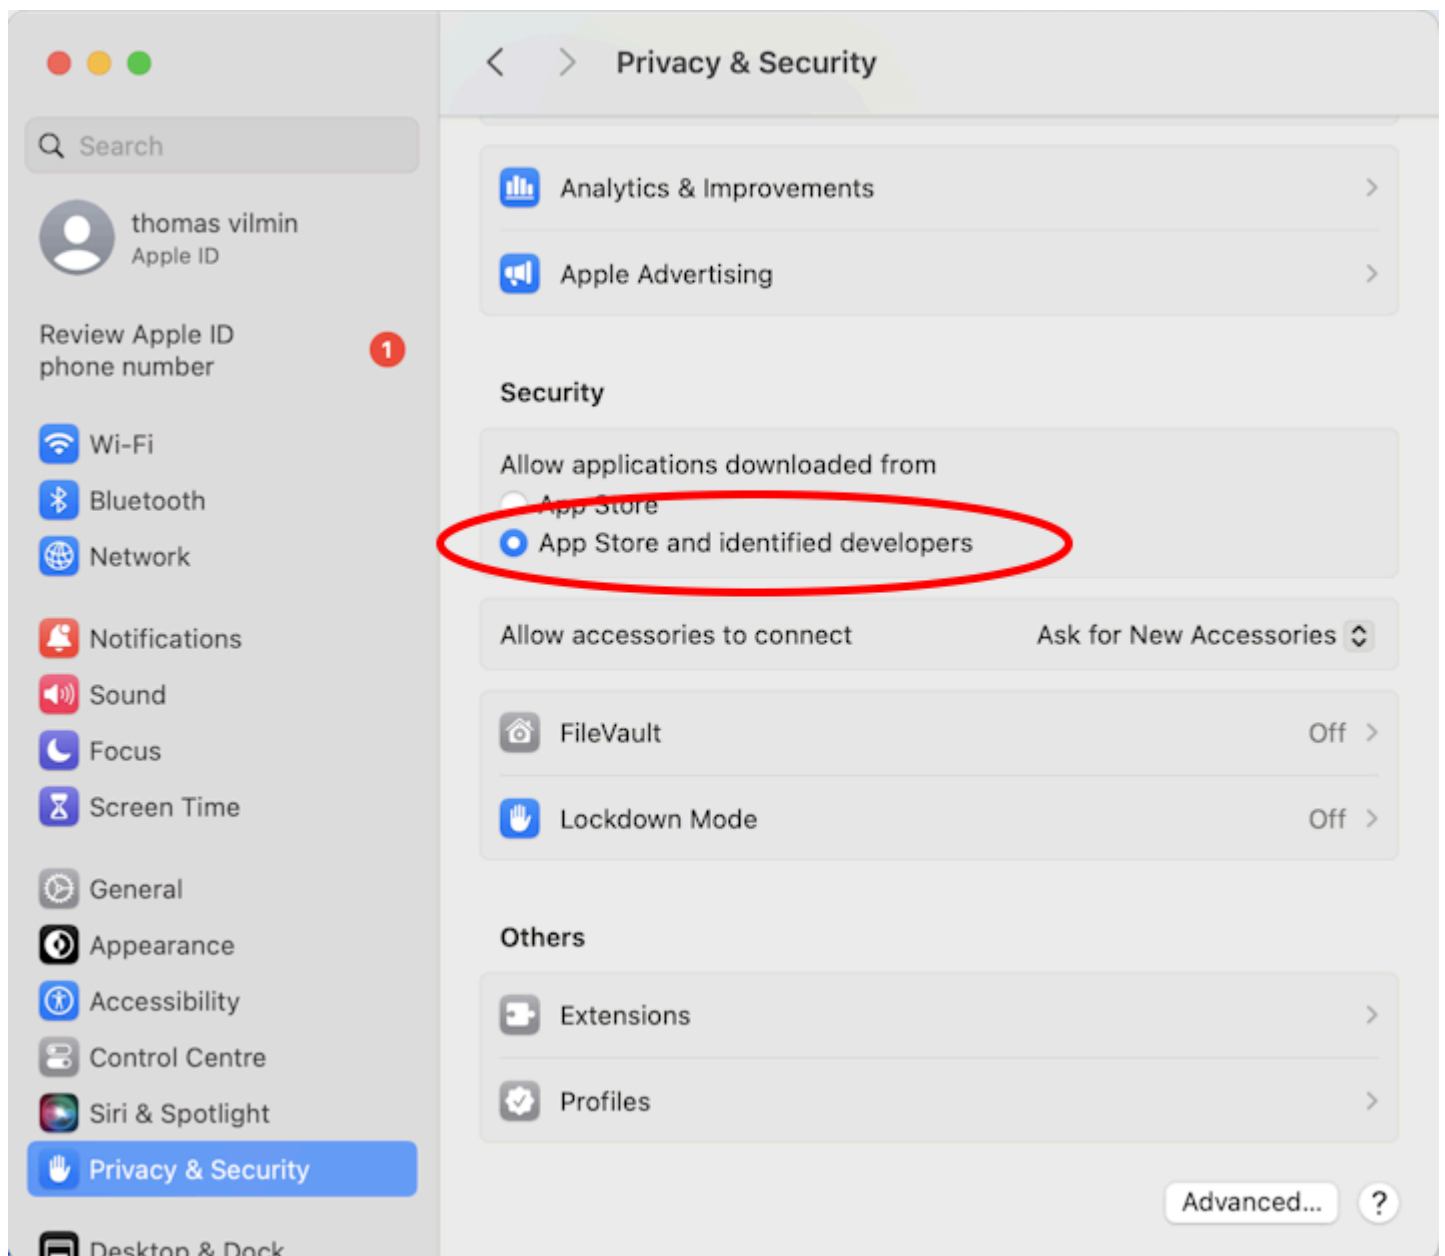 Privacy & Security
Search
thomas vilmin
Apple ID
Review Apple ID
phone number
1
Wi-Fi
Bluetooth
Network
Notifications
Sound
Focus
Screen Time
General
Appearance
Accessibility
Control Centre
Siri & Spotlight
Privacy & Security
Desktop & Dock
Analytics & Improvements
Apple Advertising
Security
Allow applications downloaded from
App Store
App Store and identified developers
Allow accessories to connect Ask for New Accessories
FileVault Off
Lockdown Mode Off
Others
Extensions
Profiles
Advanced... ?